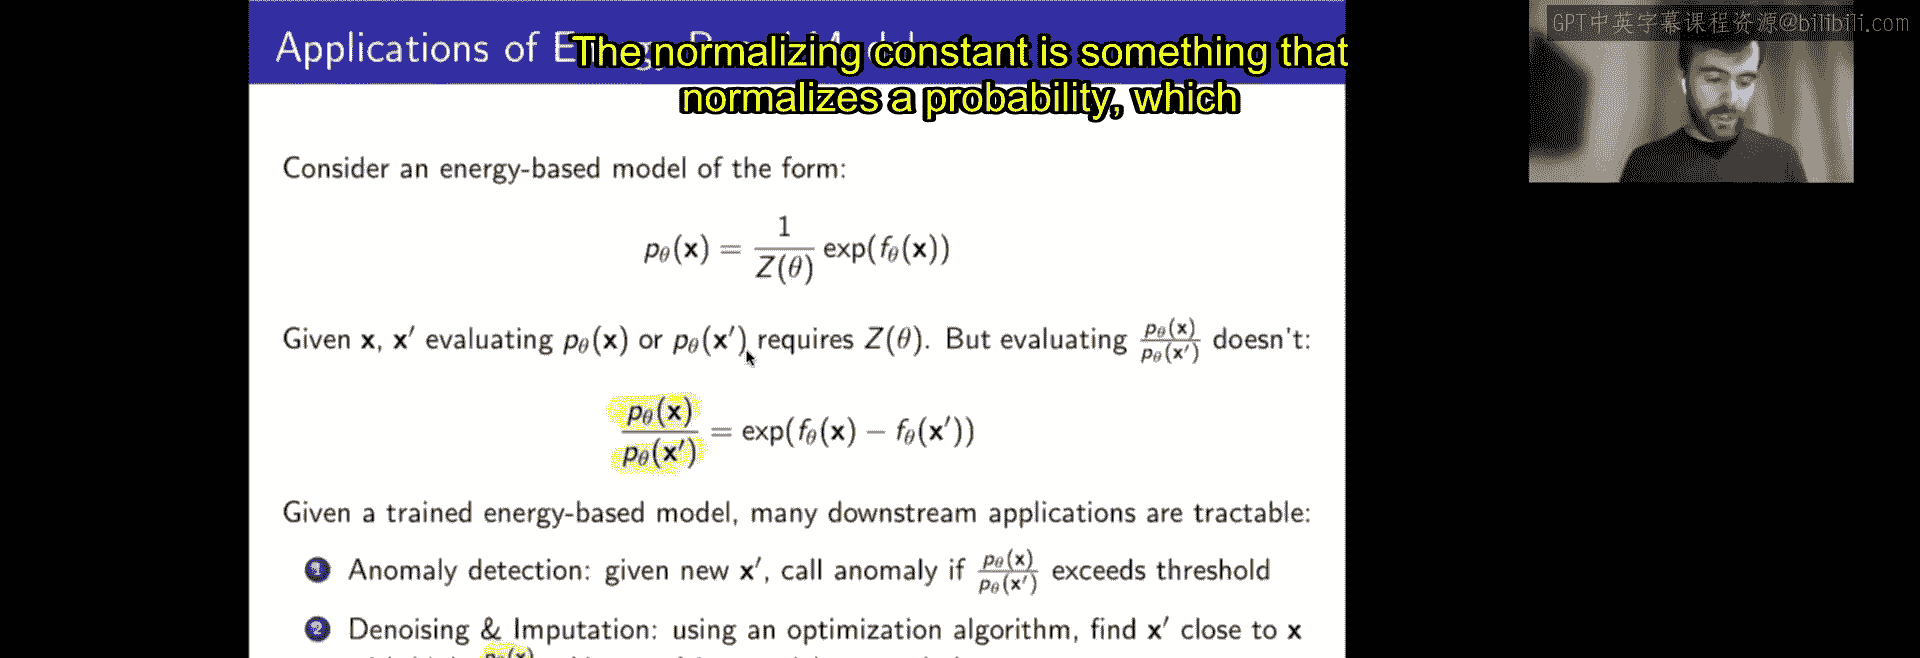 Applications of
The normalizing constant is something that
normalizes a probability, which
GPT中英字幕课程资源@bilibili.com
Consider an energy-based model of the form:
pθ(x) = 1/Z(θ) exp(fθ(x))
Given x, x′ evaluating pθ(x) or pθ(x′) requires Z(θ). But evaluating pθ(x)/pθ(x′) doesn't:
pθ(x)/pθ(x′) = exp(fθ(x) − fθ(x′))
Given a trained energy-based model, many downstream applications are tractable:
1 Anomaly detection: given new x′, call anomaly if pθ(x)/pθ(x′) exceeds threshold
2 Denoising & Imputation: using an optimization algorithm, find x′ close to x